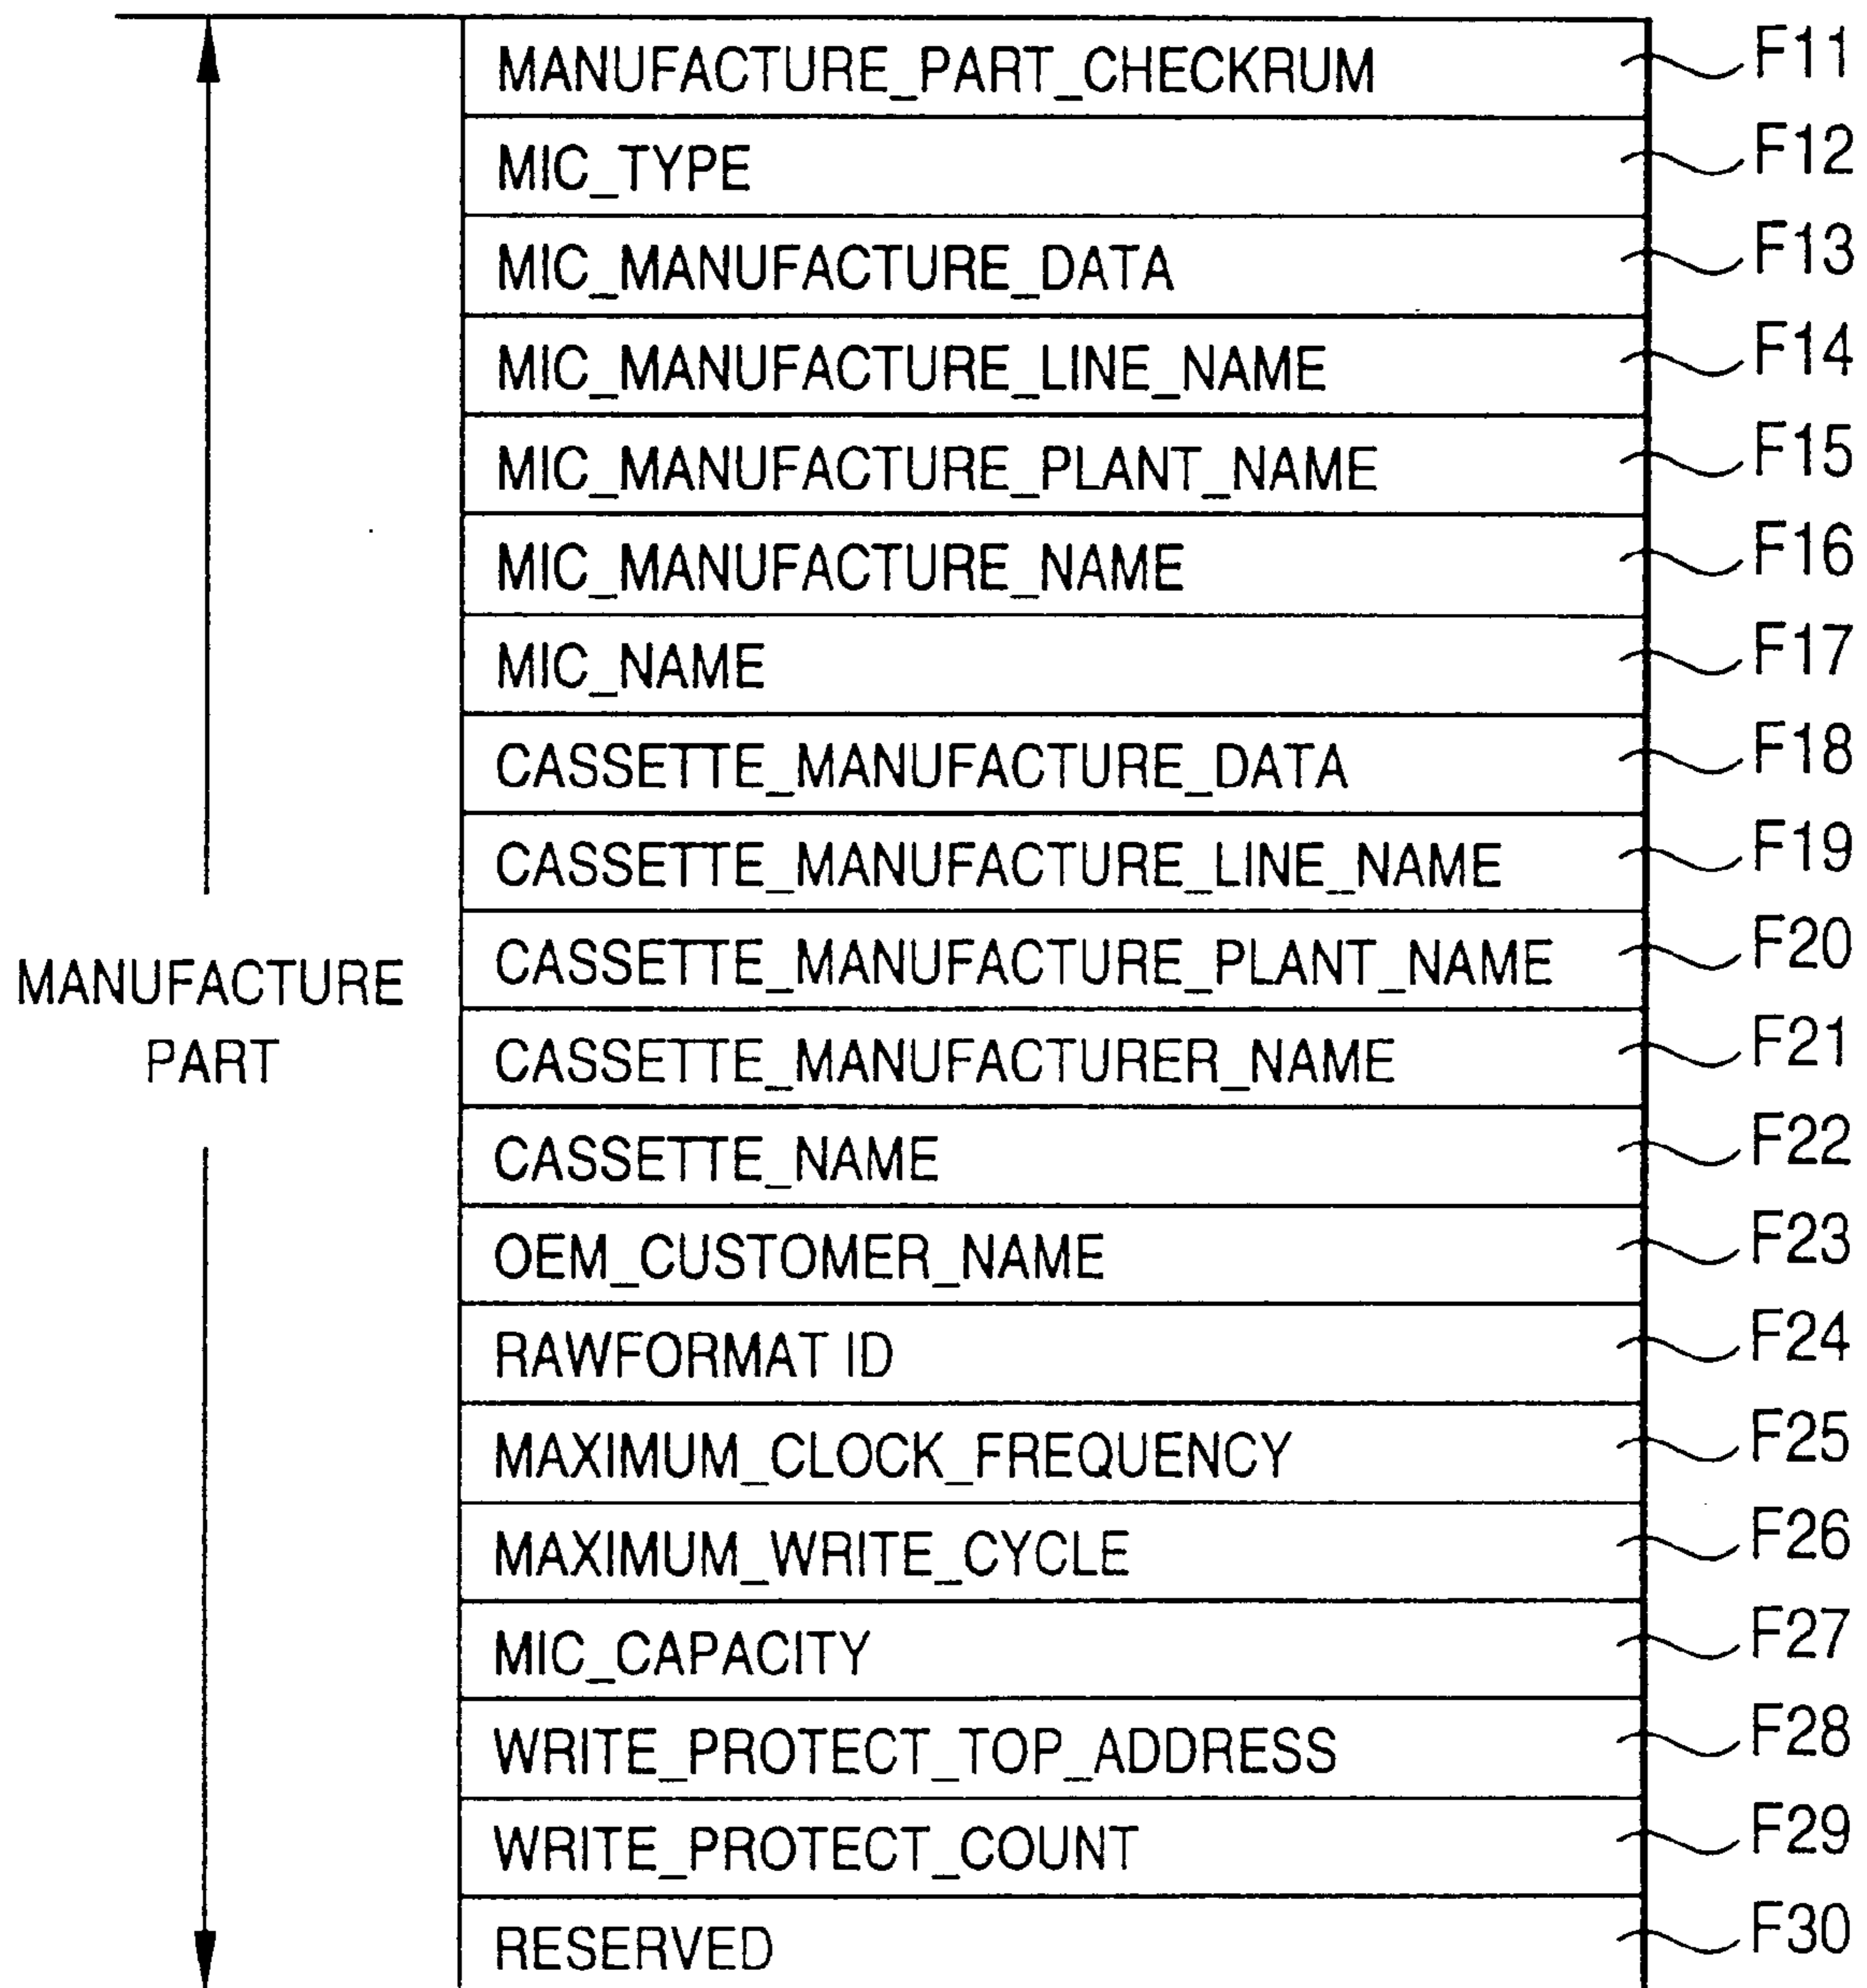 MANUFACTURE_PART_CHECKRUM F11
MIC_TYPE F12
MIC_MANUFACTURE_DATA F13
MIC_MANUFACTURE_LINE_NAME F14
MIC_MANUFACTURE_PLANT_NAME F15
MIC_MANUFACTURE_NAME F16
MIC_NAME F17
CASSETTE_MANUFACTURE_DATA F18
CASSETTE_MANUFACTURE_LINE_NAME F19
MANUFACTURE
PART
CASSETTE_MANUFACTURE_PLANT_NAME F20
CASSETTE_MANUFACTURER_NAME F21
CASSETTE_NAME F22
OEM_CUSTOMER_NAME F23
RAWFORMAT ID F24
MAXIMUM_CLOCK_FREQUENCY F25
MAXIMUM_WRITE_CYCLE F26
MIC_CAPACITY F27
WRITE_PROTECT_TOP_ADDRESS F28
WRITE_PROTECT_COUNT F29
RESERVED F30